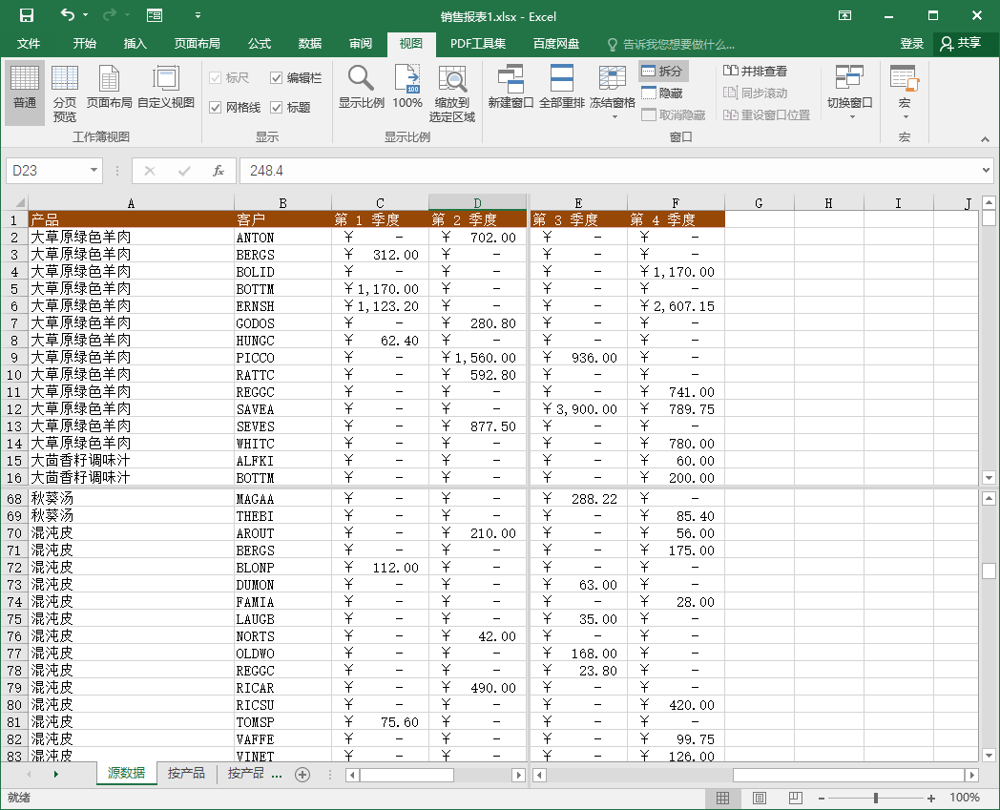 销售报表1.xlsx - Excel
文件 开始 插入 页面布局 公式 数据 审阅 视图 PDF工具集 百度网盘 告诉我您想要做什么... 登录 共享
普通 分页预览 页面布局 自定义视图
工作簿视图
标尺 编辑栏
网格线 标题
显示
显示比例 100% 缩放到选定区域
显示比例
新建窗口 全部重排 冻结窗格
拆分 并排查看
隐藏 同步滚动
取消隐藏 重设窗口位置
切换窗口
窗口
宏
宏
D23 fx 248.4
A B C D E F G H I J
1 产品 客户 第 1 季度 第 2 季度 第 3 季度 第 4 季度
2 大草原绿色羊肉 ANTON ¥ - ¥ 702.00 ¥ - ¥ -
3 大草原绿色羊肉 BERGS ¥ 312.00 ¥ - ¥ - ¥ -
4 大草原绿色羊肉 BOLID ¥ - ¥ - ¥ - ¥1,170.00
5 大草原绿色羊肉 BOTTM ¥1,170.00 ¥ - ¥ - ¥ -
6 大草原绿色羊肉 ERNSH ¥1,123.20 ¥ - ¥ - ¥2,607.15
7 大草原绿色羊肉 GODOS ¥ - ¥ 280.80 ¥ - ¥ -
8 大草原绿色羊肉 HUNGC ¥ 62.40 ¥ - ¥ - ¥ -
9 大草原绿色羊肉 PICCO ¥ - ¥1,560.00 ¥ 936.00 ¥ -
10 大草原绿色羊肉 RATTC ¥ - ¥ 592.80 ¥ - ¥ -
11 大草原绿色羊肉 REGGC ¥ - ¥ - ¥ - ¥ 741.00
12 大草原绿色羊肉 SAVEA ¥ - ¥ - ¥3,900.00 ¥ 789.75
13 大草原绿色羊肉 SEVES ¥ - ¥ 877.50 ¥ - ¥ -
14 大草原绿色羊肉 WHITC ¥ - ¥ - ¥ - ¥ 780.00
15 大茴香籽调味汁 ALFKI ¥ - ¥ - ¥ - ¥ 60.00
16 大茴香籽调味汁 BOTTM ¥ - ¥ - ¥ - ¥ 200.00
68 秋葵汤 MAGAA ¥ - ¥ - ¥ 288.22 ¥ -
69 秋葵汤 THEBI ¥ - ¥ - ¥ - ¥ 85.40
70 混沌皮 AROUT ¥ - ¥ 210.00 ¥ - ¥ 56.00
71 混沌皮 BERGS ¥ - ¥ - ¥ - ¥ 175.00
72 混沌皮 BLONP ¥ 112.00 ¥ - ¥ - ¥ -
73 混沌皮 DUMON ¥ - ¥ - ¥ 63.00 ¥ -
74 混沌皮 FAMIA ¥ - ¥ - ¥ - ¥ 28.00
75 混沌皮 LAUGB ¥ - ¥ - ¥ 35.00 ¥ -
76 混沌皮 NORTS ¥ - ¥ 42.00 ¥ - ¥ -
77 混沌皮 OLDWO ¥ - ¥ - ¥ 168.00 ¥ -
78 混沌皮 REGGC ¥ - ¥ - ¥ 23.80 ¥ -
79 混沌皮 RICAR ¥ - ¥ 490.00 ¥ - ¥ -
80 混沌皮 RICSU ¥ - ¥ - ¥ - ¥ 420.00
81 混沌皮 TOMSP ¥ 75.60 ¥ - ¥ - ¥ -
82 混沌皮 VAFFE ¥ - ¥ - ¥ - ¥ 99.75
83 混沌皮 VINET ¥ - ¥ - ¥ - ¥ 126.00
源数据 按产品 按产品 ...
就绪 100%